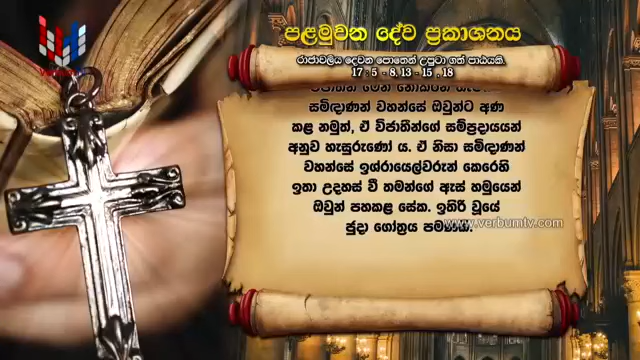 පළමුවන දේව ප්‍රකාශනය
රාජාවලිය දෙවන පොතෙන් උපුටා ගත් පාඨයකි.
17 : 5 - 8, 13 - 15 , 18
සමිඳාණන් වහන්සේ ඔවුන්ට අණ
කළ නමුත්, ඒ විජාතීන්ගේ සම්ප්‍රදායයන්
අනුව හැසුරුණෝ ය. ඒ නිසා සමිඳාණන්
වහන්සේ ඉශ්රායෙල්වරුන් කෙරෙහි
ඉතා උදහස් වී තමන්ගේ ඇස් හමුයෙන්
ඔවුන් පහකළ සේක. ඉතිරි වූයේ
www.verbumtv.com
ජුදා ගෝත්‍රය පමණකි.